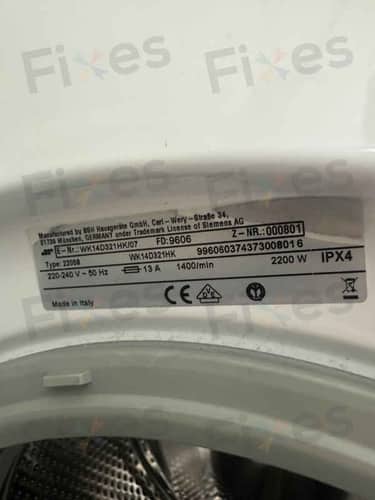 Fixes
Fixes
Manufactured by BSH Hausgeräte GmbH, Carl-Wery-Straße 34,
81739 München, GERMANY under Trademark License of Siemens AG
E-Nr.: WK14D321HK/07 FD:9606 Z-NR.:000801
Type: 22058
WK14D321HK 996060374373008016
220-240 V ~ 50 Hz 13 A 1400/min 2200 W IPX4
Made in Italy
CE